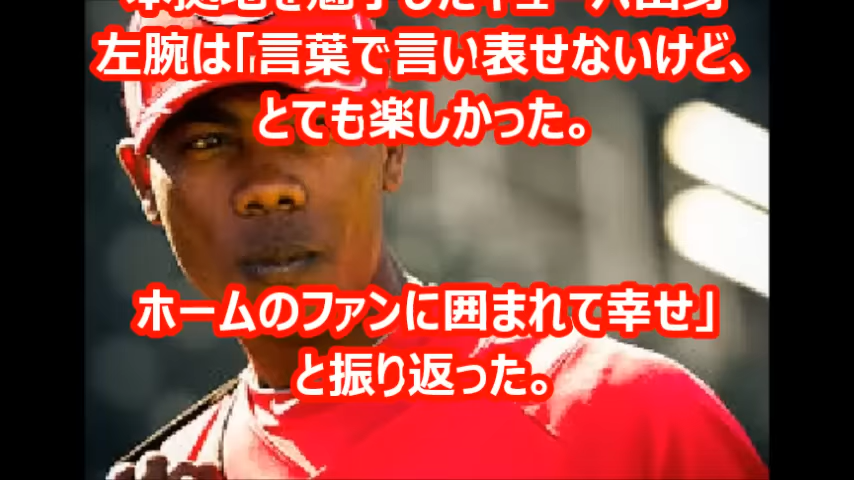 左腕は「言葉で言い表せないけど、
とても楽しかった。
ホームのファンに囲まれて幸せ」
と振り返った。